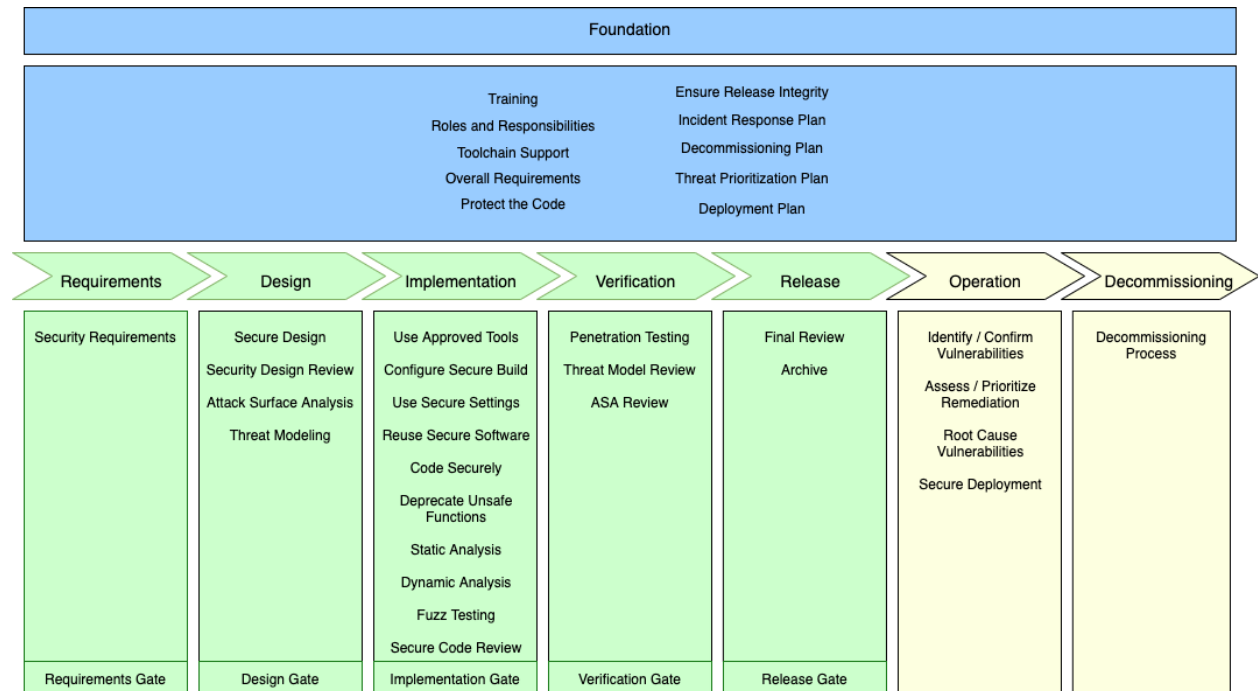 Foundation
Training
Roles and Responsibilities
Toolchain Support
Overall Requirements
Protect the Code
Ensure Release Integrity
Incident Response Plan
Decommissioning Plan
Threat Prioritization Plan
Deployment Plan
Requirements
Design
Implementation
Verification
Release
Operation
Decommissioning
Security Requirements
Requirements Gate
Secure Design
Security Design Review
Attack Surface Analysis
Threat Modeling
Design Gate
Use Approved Tools
Configure Secure Build
Use Secure Settings
Reuse Secure Software
Code Securely
Deprecate Unsafe
Functions
Static Analysis
Dynamic Analysis
Fuzz Testing
Secure Code Review
Implementation Gate
Penetration Testing
Threat Model Review
ASA Review
Verification Gate
Final Review
Archive
Release Gate
Identify / Confirm
Vulnerabilities
Assess / Prioritize
Remediation
Root Cause
Vulnerabilities
Secure Deployment
Decommissioning
Process